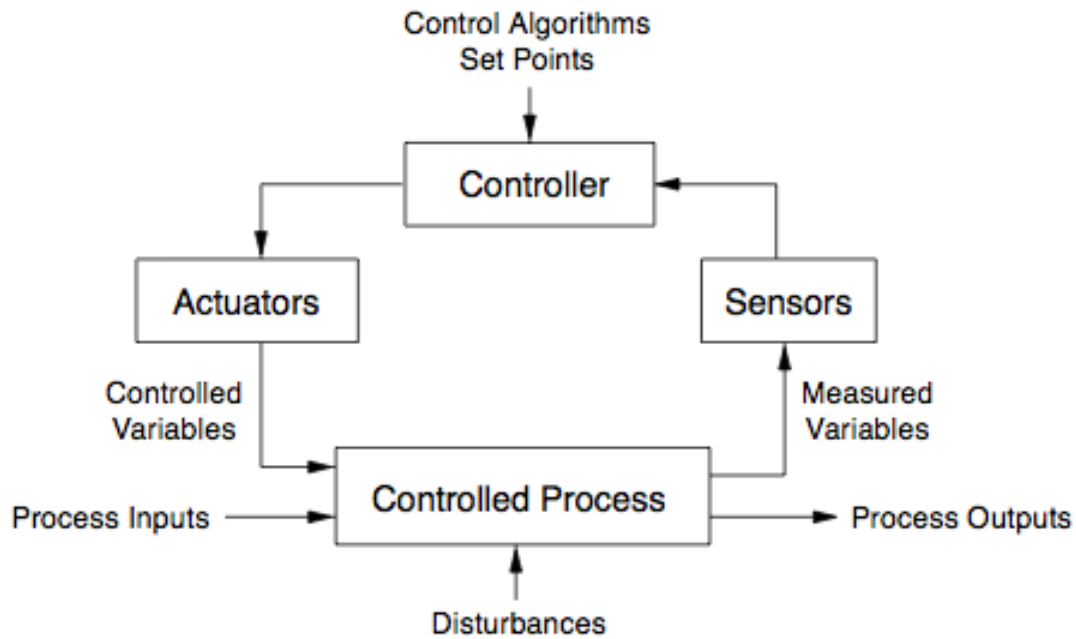 Control Algorithms
Set Points
Controller
Actuators
Sensors
Controlled
Variables
Measured
Variables
Controlled Process
Process Inputs
Process Outputs
Disturbances